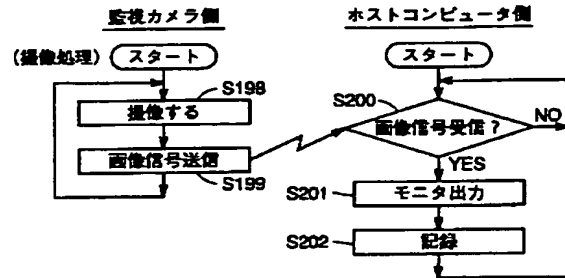 監視カメラ側
(撮像処理)
スタート
S198
撮像する
画像信号送信
S199
ホストコンピュータ側
スタート
S200
画像信号受信?
NO
YES
S201
モニタ出力
S202
記録